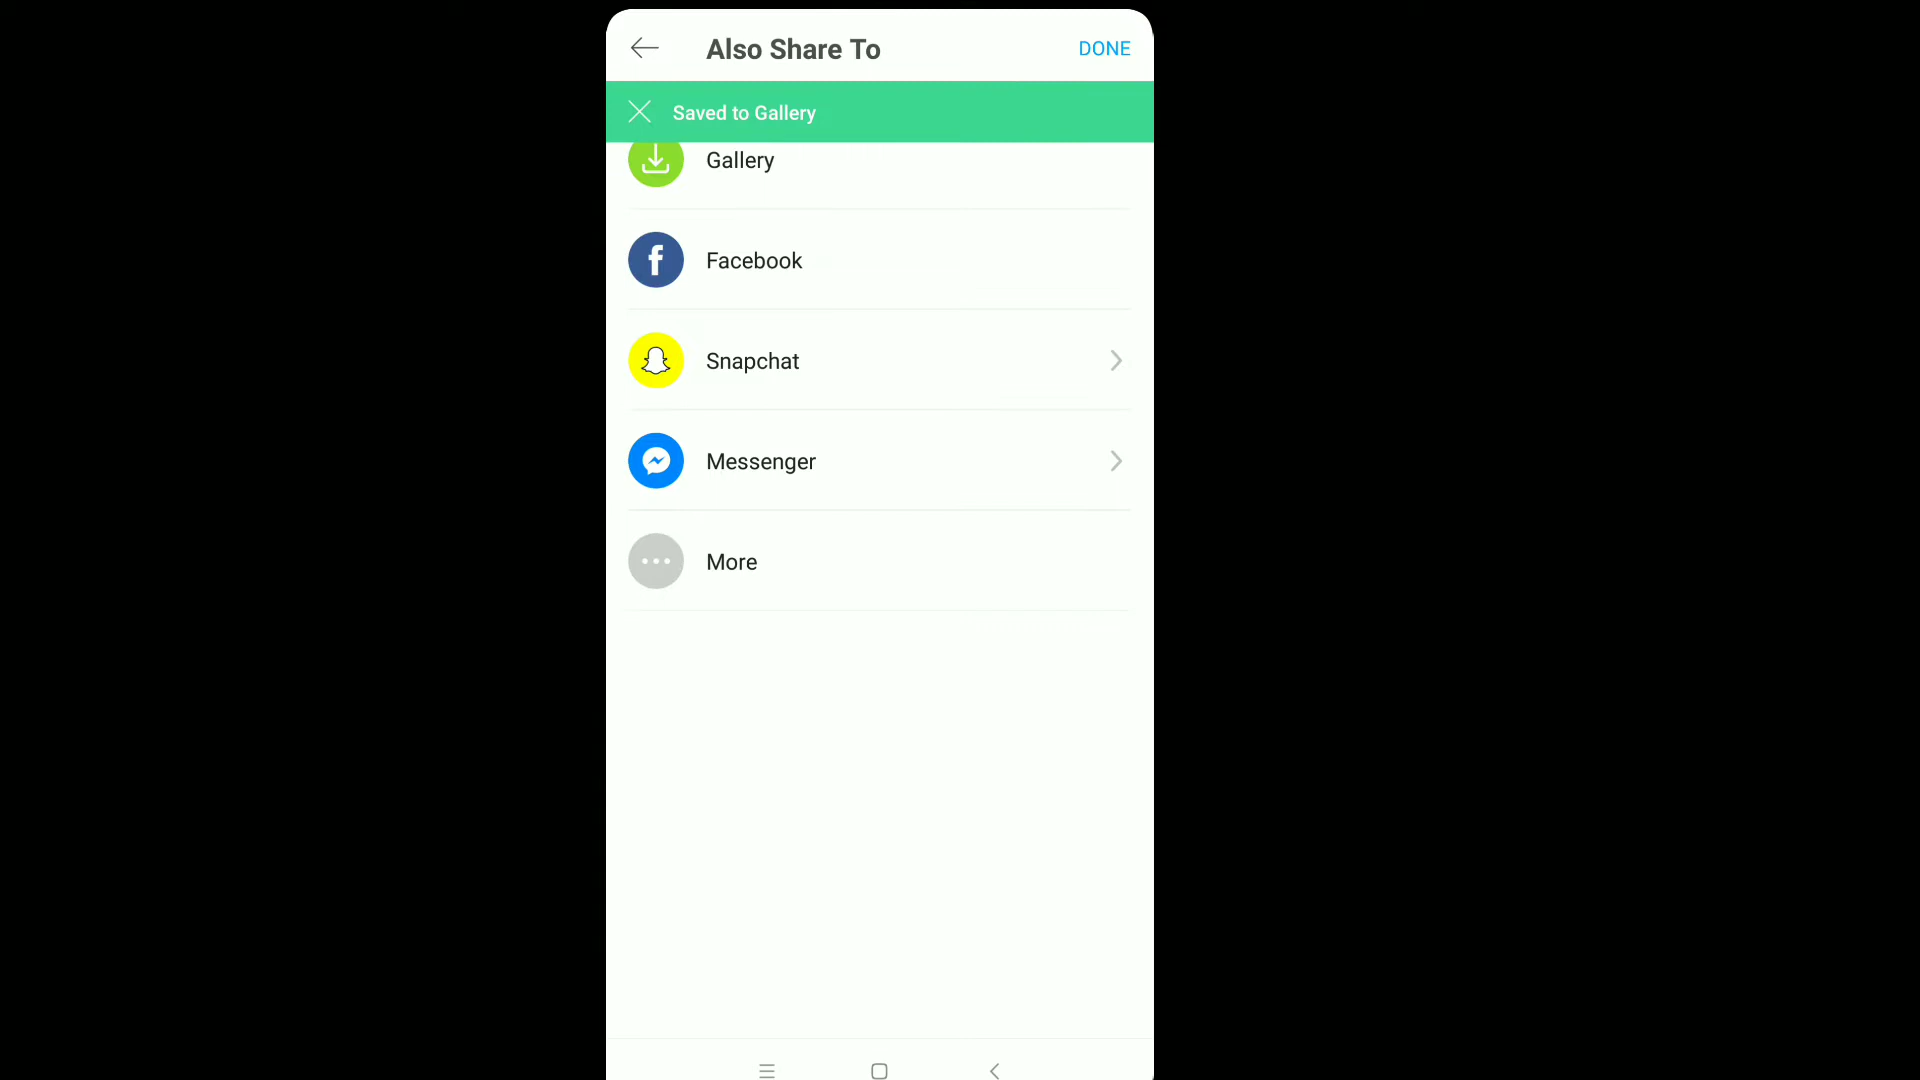 Also Share To
DONE
Saved to Gallery
Gallery
Facebook
Snapchat
Messenger
More